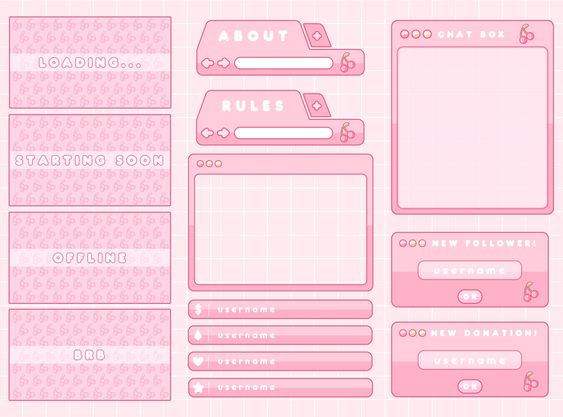 LOADING...
STARTING SOON
OFFLINE
BRB
ABOUT
RULES
$ username
username
username
username
CHAT BOX
NEW FOLLOWER!
username
OK
NEW DONATION!
username
OK